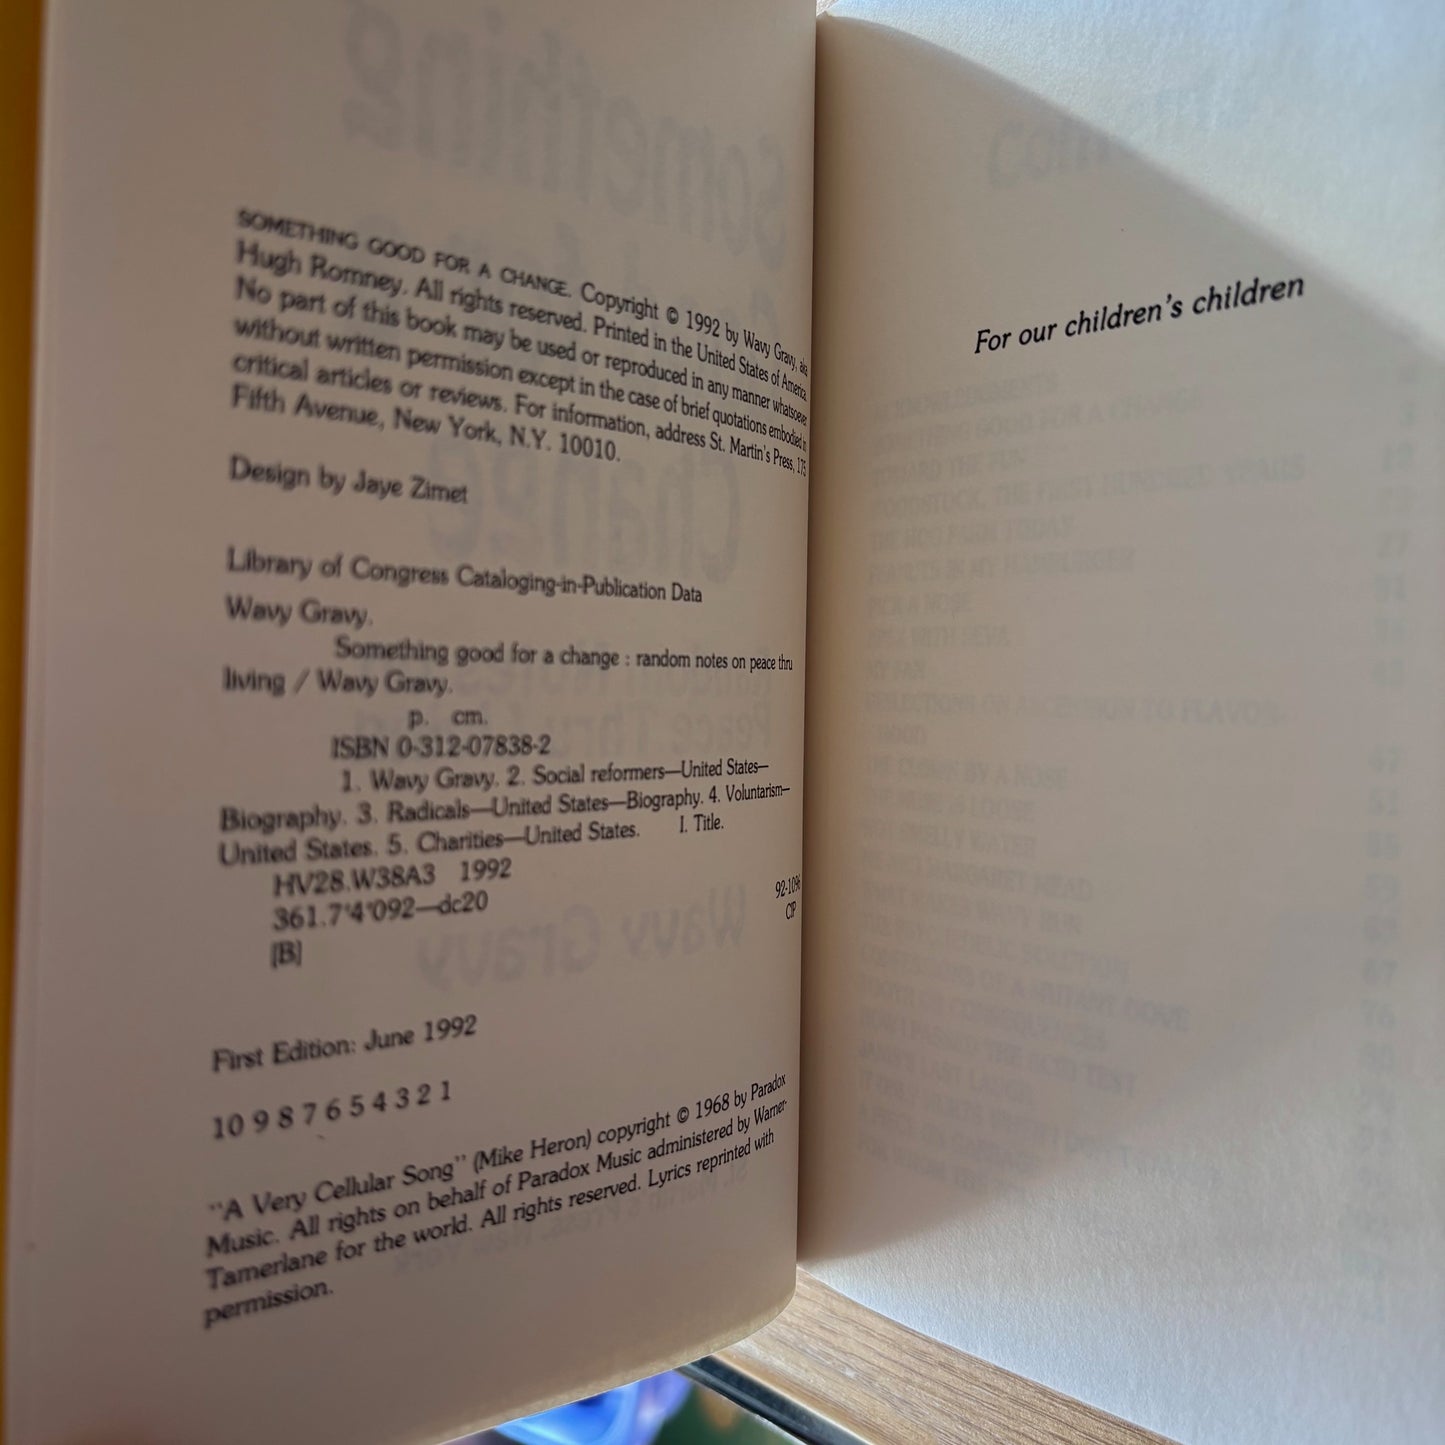 SOMETHING GOOD FOR A CHANGE. Copyright © 1992 by Wavy Gravy, aka
Hugh Romney. All rights reserved. Printed in the United States of America.
No part of this book may be used or reproduced in any manner whatsoever
without written permission except in the case of brief quotations embodied in
critical articles or reviews. For information, address St. Martin's Press, 175
Fifth Avenue, New York, N.Y. 10010.
Design by Jaye Zimet
Library of Congress Cataloging-in-Publication Data
Wavy Gravy.
Something good for a change : random notes on peace thru
living / Wavy Gravy.
p. cm.
ISBN 0-312-07838-2
1. Wavy Gravy. 2. Social reformers—United States—
Biography. 3. Radicals—United States—Biography. 4. Voluntarism—
United States. 5. Charities—United States. I. Title.
HV28.W38A3 1992
361.7'4'092—dc20 92-1096
[B] CIP
First Edition: June 1992
10 9 8 7 6 5 4 3 2 1
"A Very Cellular Song" (Mike Heron) copyright © 1968 by Paradox
Music. All rights on behalf of Paradox Music administered by Warner-
Tamerlane for the world. All rights reserved. Lyrics reprinted with
permission.
For our children's children